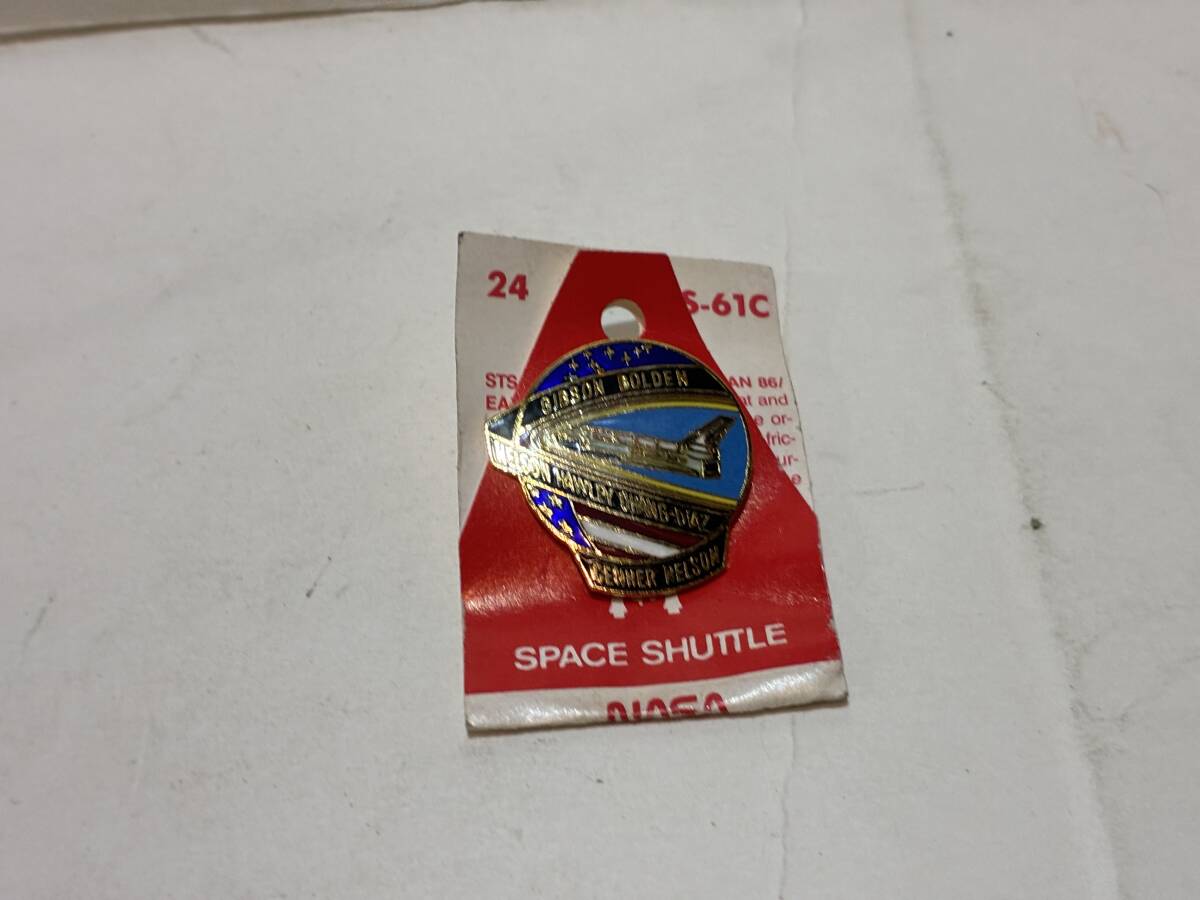 24 S-61C
STS AN 86/
EA t and
e or-
fric-
ur-
e
GIBSON BOLDEN
NELSON HAWLEY CHANG-DIAZ
CENKER NELSON
SPACE SHUTTLE
NASA